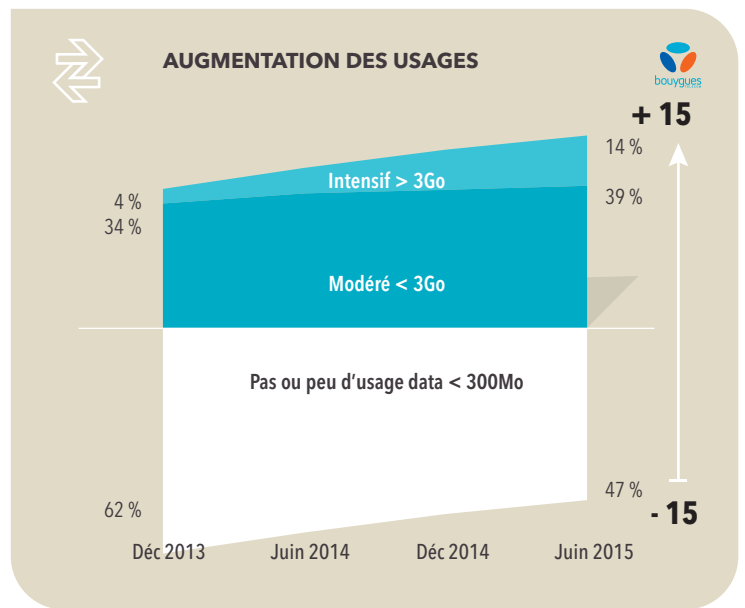 AUGMENTATION DES USAGES
bouygues
+ 15
14 %
Intensif > 3Go
4 %
39 %
34 %
Modéré < 3Go
Pas ou peu d'usage data < 300Mo
47 %
62 %
- 15
Déc 2013
Juin 2014
Déc 2014
Juin 2015